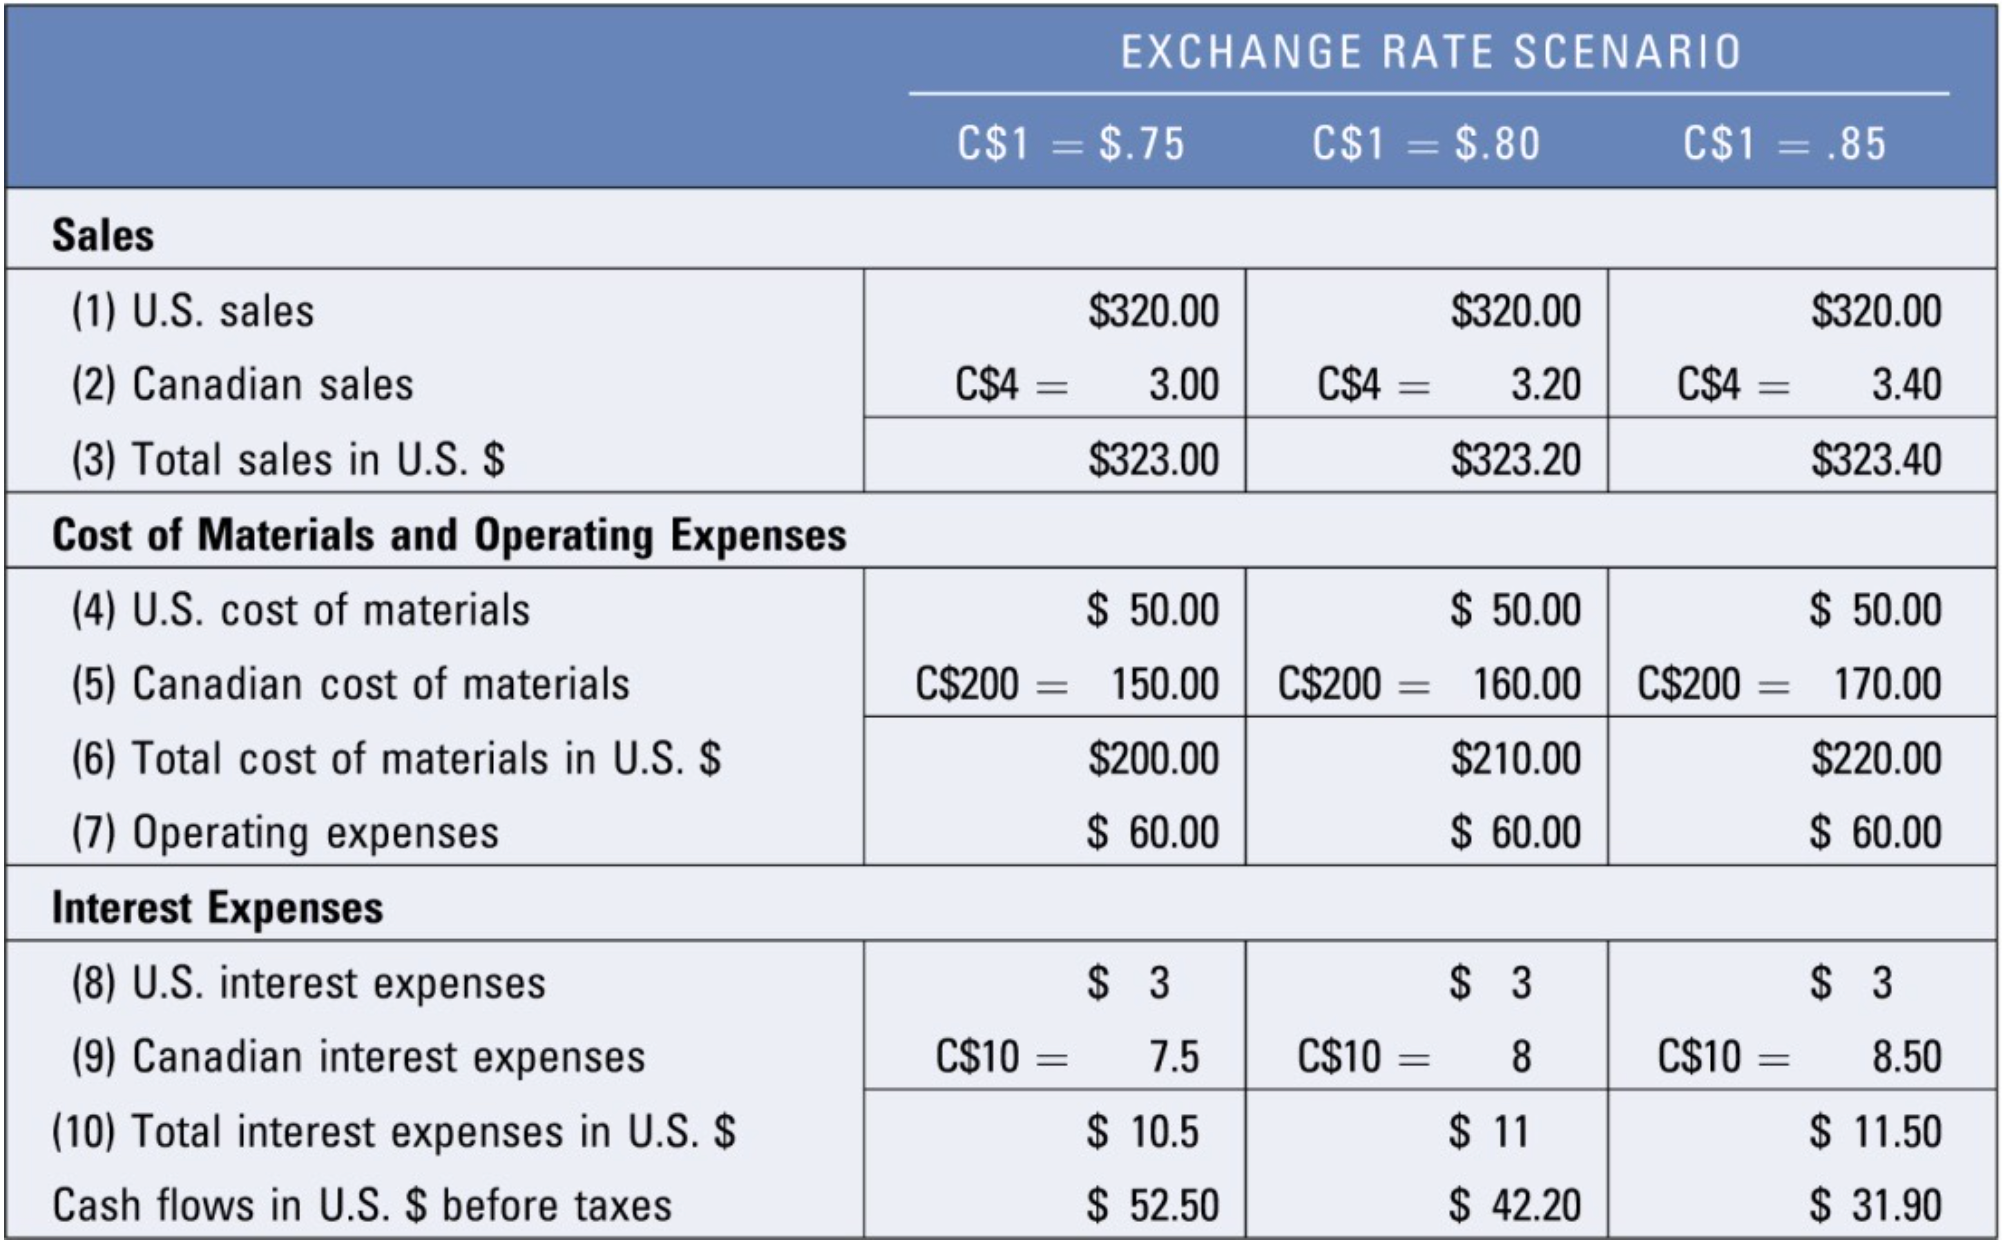 EXCHANGE RATE SCENARIO
C$1 = $.75 C$1 = $.80 C$1 = .85
Sales
(1) U.S. sales $320.00 $320.00 $320.00
(2) Canadian sales C$4 = 3.00 C$4 = 3.20 C$4 = 3.40
(3) Total sales in U.S. $ $323.00 $323.20 $323.40
Cost of Materials and Operating Expenses
(4) U.S. cost of materials $ 50.00 $ 50.00 $ 50.00
(5) Canadian cost of materials C$200 = 150.00 C$200 = 160.00 C$200 = 170.00
(6) Total cost of materials in U.S. $ $200.00 $210.00 $220.00
(7) Operating expenses $ 60.00 $ 60.00 $ 60.00
Interest Expenses
(8) U.S. interest expenses $ 3 $ 3 $ 3
(9) Canadian interest expenses C$10 = 7.5 C$10 = 8 C$10 = 8.50
(10) Total interest expenses in U.S. $ $ 10.5 $ 11 $ 11.50
Cash flows in U.S. $ before taxes $ 52.50 $ 42.20 $ 31.90